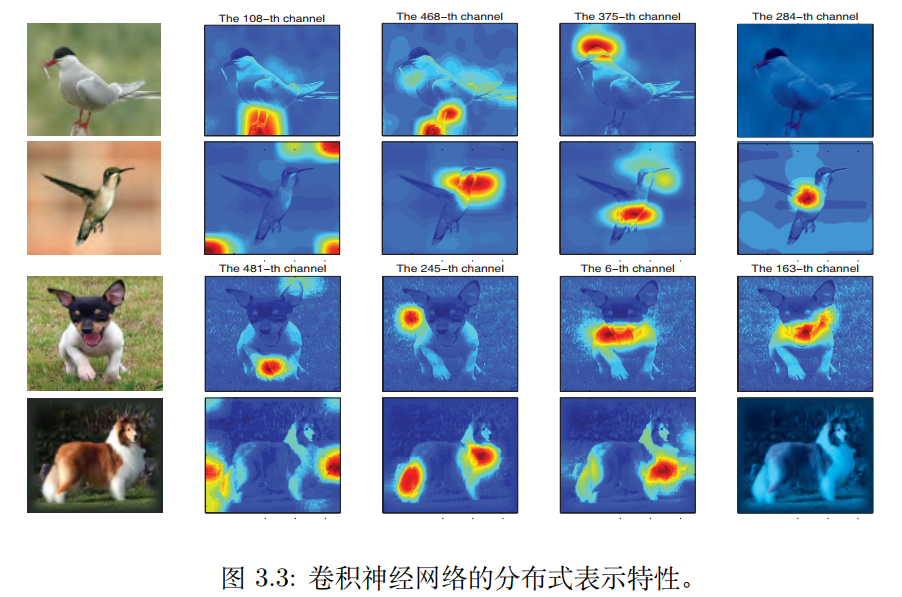 The 108-th channel
The 468-th channel
The 375-th channel
The 284-th channel
The 481-th channel
The 245-th channel
The 6-th channel
The 163-th channel
图 3.3: 卷积神经网络的分布式表示特性。